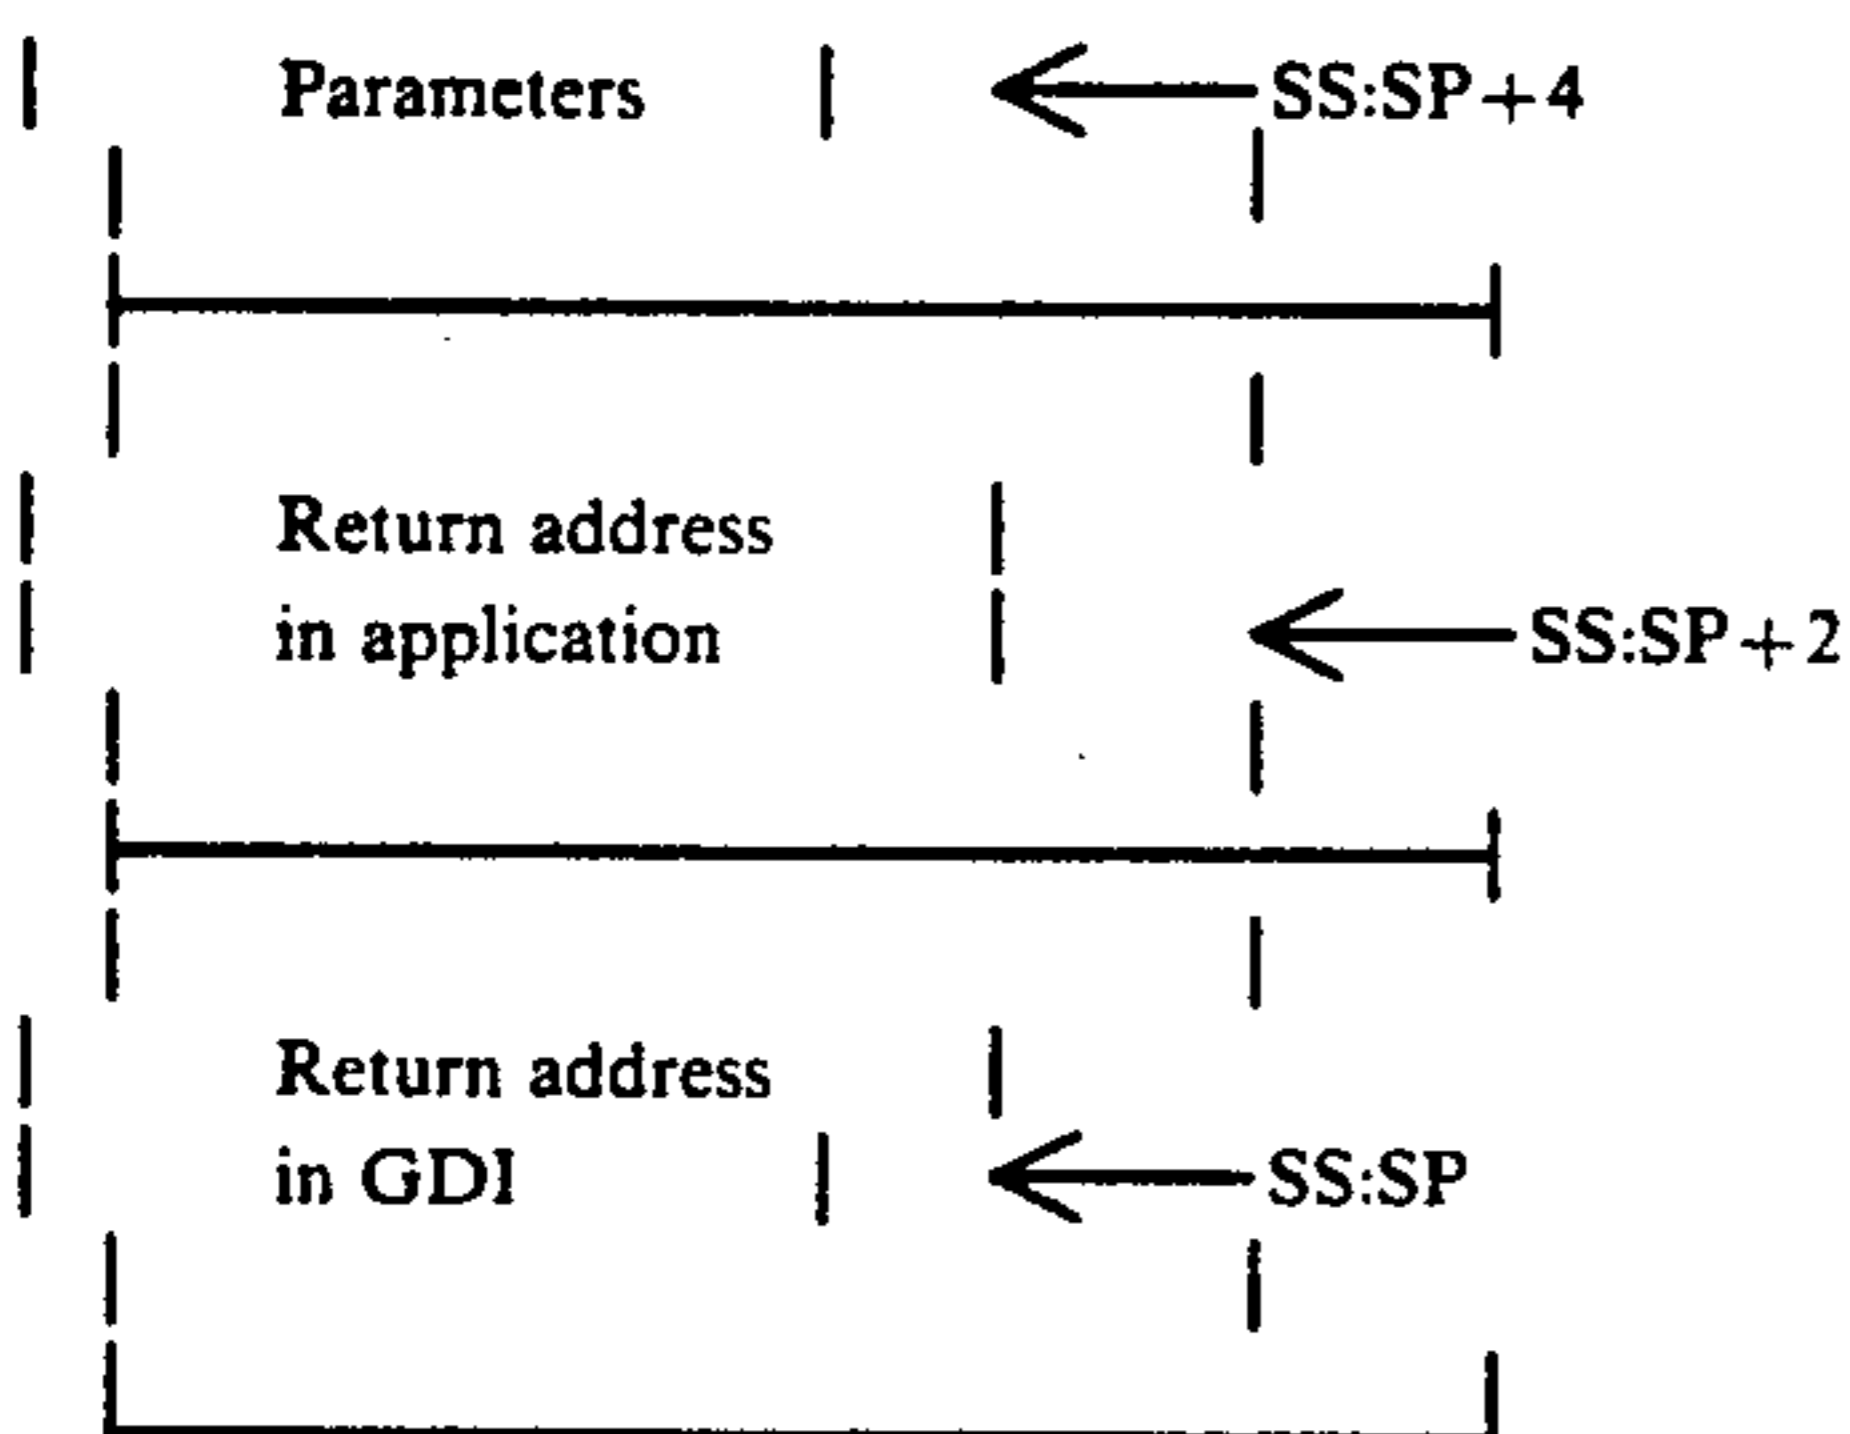 Parameters SS:SP+4
Return address
in application SS:SP+2
Return address
in GDI SS:SP